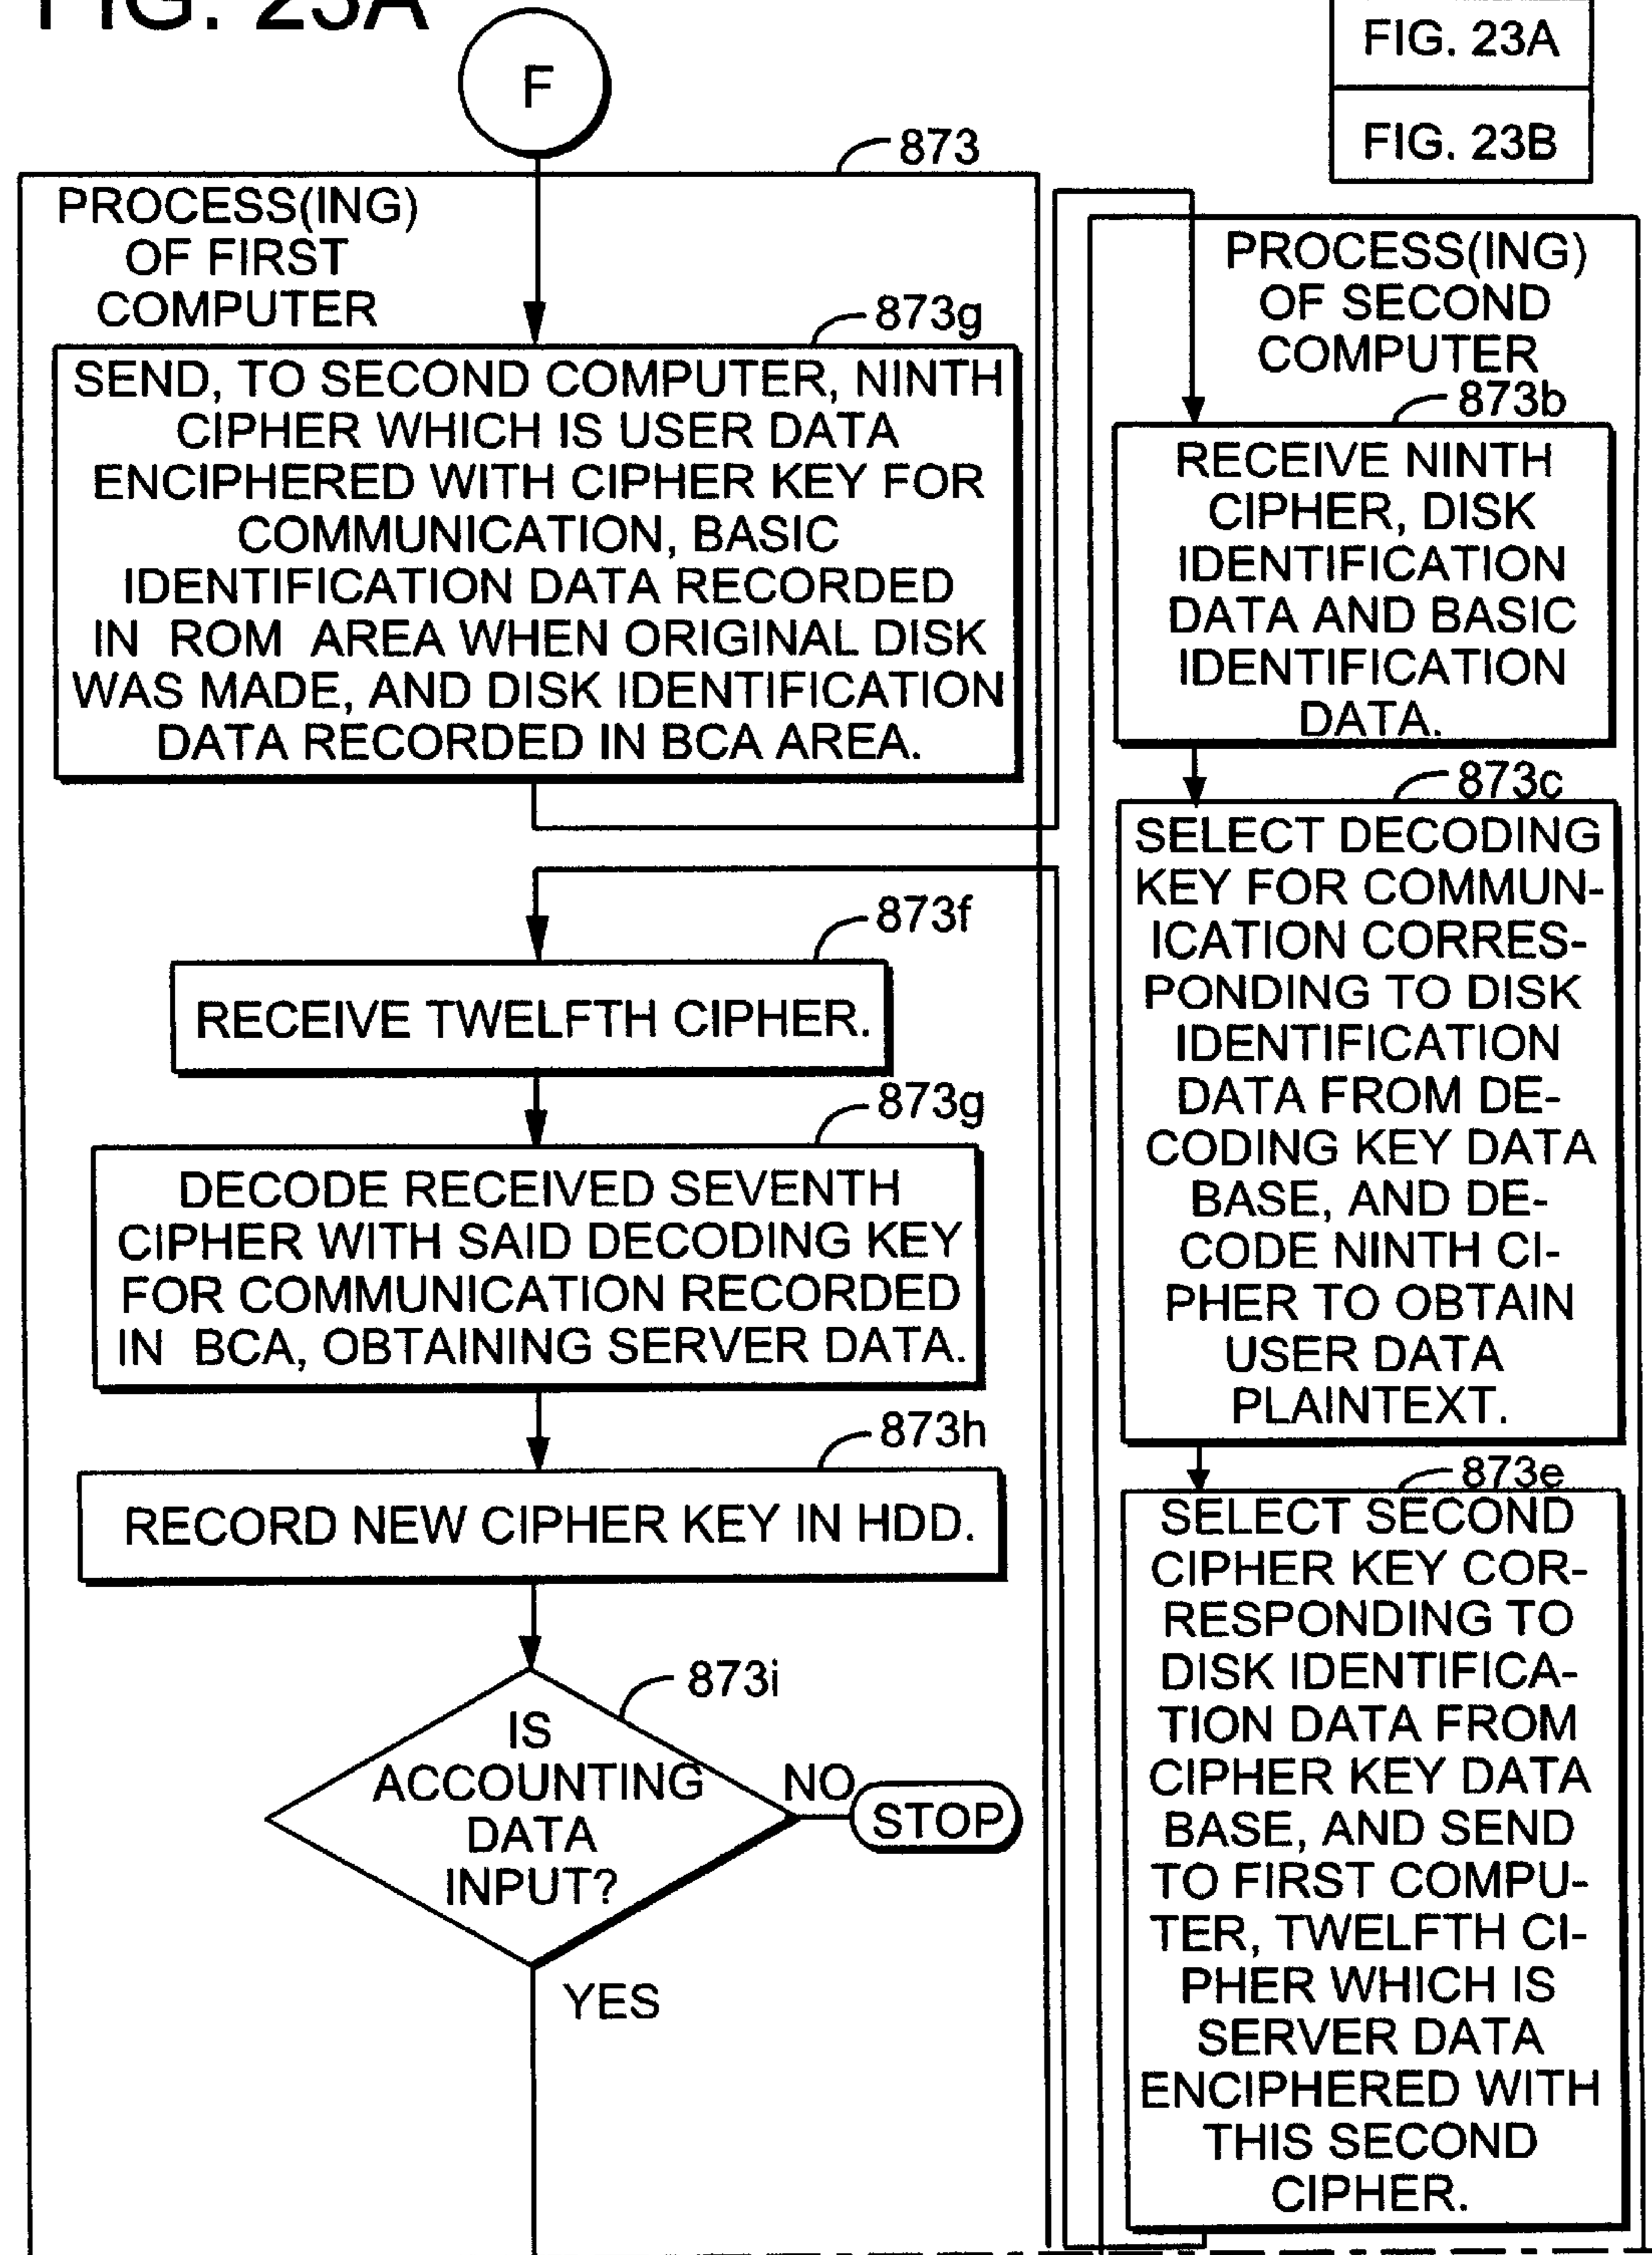 FIG. 23A
FIG. 23A
FIG. 23B
F
873
PROCESS(ING)
OF FIRST
COMPUTER
873g
SEND, TO SECOND COMPUTER, NINTH
CIPHER WHICH IS USER DATA
ENCIPHERED WITH CIPHER KEY FOR
COMMUNICATION, BASIC
IDENTIFICATION DATA RECORDED
IN ROM AREA WHEN ORIGINAL DISK
WAS MADE, AND DISK IDENTIFICATION
DATA RECORDED IN BCA AREA.
873f
RECEIVE TWELFTH CIPHER.
873g
DECODE RECEIVED SEVENTH
CIPHER WITH SAID DECODING KEY
FOR COMMUNICATION RECORDED
IN BCA, OBTAINING SERVER DATA.
873h
RECORD NEW CIPHER KEY IN HDD.
873i
IS
ACCOUNTING
DATA
INPUT?
NO
STOP
YES
PROCESS(ING)
OF SECOND
COMPUTER
873b
RECEIVE NINTH
CIPHER, DISK
IDENTIFICATION
DATA AND BASIC
IDENTIFICATION
DATA.
873c
SELECT DECODING
KEY FOR COMMUN-
ICATION CORRES-
PONDING TO DISK
IDENTIFICATION
DATA FROM DE-
CODING KEY DATA
BASE, AND DE-
CODE NINTH CI-
PHER TO OBTAIN
USER DATA
PLAINTEXT.
873e
SELECT SECOND
CIPHER KEY COR-
RESPONDING TO
DISK IDENTIFICA-
TION DATA FROM
CIPHER KEY DATA
BASE, AND SEND
TO FIRST COMPU-
TER, TWELFTH CI-
PHER WHICH IS
SERVER DATA
ENCIPHERED WITH
THIS SECOND
CIPHER.